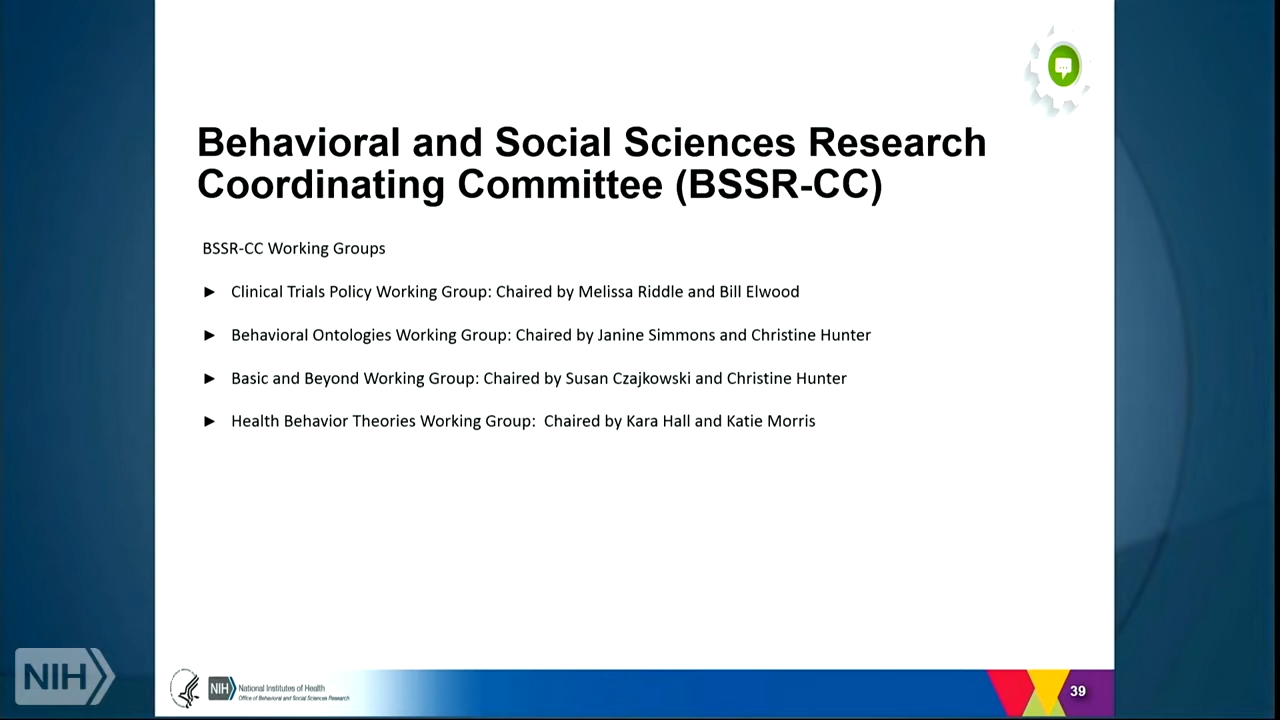 Behavioral and Social Sciences Research
Coordinating Committee (BSSR-CC)
BSSR-CC Working Groups
► Clinical Trials Policy Working Group: Chaired by Melissa Riddle and Bill Elwood
► Behavioral Ontologies Working Group: Chaired by Janine Simmons and Christine Hunter
► Basic and Beyond Working Group: Chaired by Susan Czajkowski and Christine Hunter
► Health Behavior Theories Working Group:  Chaired by Kara Hall and Katie Morris
NIH
NIH
National Institutes of Health
Office of Behavioral and Social Sciences Research
39